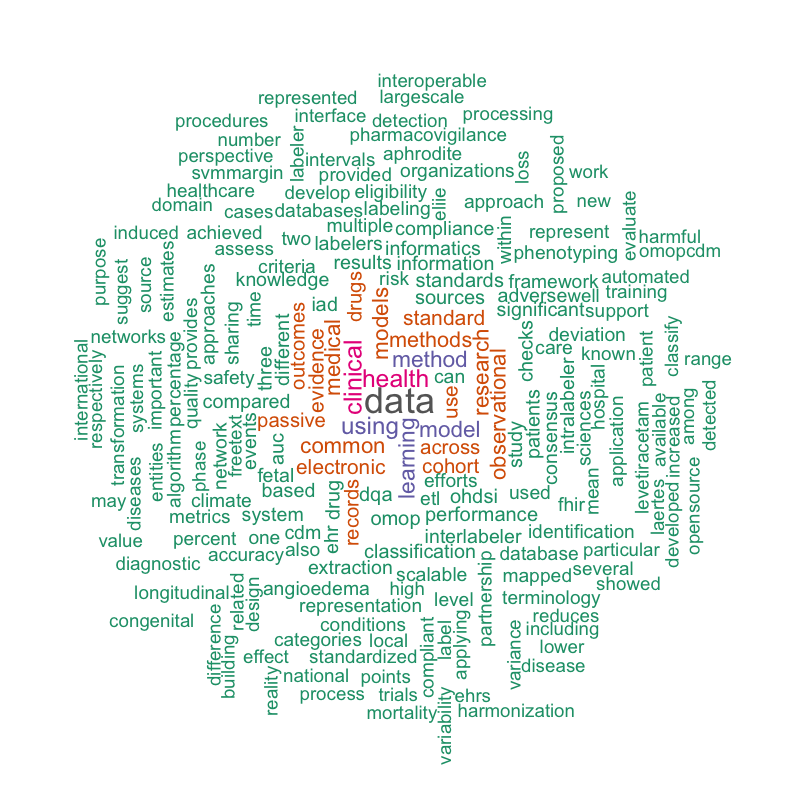 interoperable
represented
largescale
procedures
interface
detection
processing
number
labeler
pharmacovigilance
perspective
intervals
aphrodite
svmmargin
provided
organizations
loss
proposed
work
healthcare
develop
eligibility
eliie
approach
new
domain
cases
databases
labeling
within
represent
evaluate
induced
achieved
multiple
compliance
harmful
assess
two
labelers
informatics
phenotyping
omopcdm
purpose
suggest
source
estimates
criteria
results
information
knowledge
risk
standards
framework
automated
approaches
sharing
time
iad
drugs
models
sources
adversewell
training
significant
support
networks
provides
different
outcomes
evidence
medical
standard
methods
research
checks
deviation
international
respectively
transformation
systems
important
percentage
quality
three
clinical
method
observational
care
known
patient
classify
range
safety
health
can
compared
data
use
passive
using
learning
model
algorithm
network
freetext
events
auc
common
across
study
patients
consensus
intralabeler
sciences
hospital
entities
phase
fetal
electronic
cohort
application
levetiracetam
available
increased
among
detected
diseases
based
records
dqa
efforts
mean
laertes
developed
opensource
may
climate
drug
ehr
etl
ohdsi
used
fhir
metrics
system
omop
performance
value
percent
one
cdm
interlabeler
identification
diagnostic
accuracy
also
classification
database
particular
extraction
scalable
partnership
mapped
several
showed
longitudinal
related
design
angioedema
high
level
terminology
congenital
difference
building
representation
label
applying
reduces
including
conditions
categories
local
compliant
variance
lower
effect
standardized
disease
reality
national
points
process
trials
ehrs
mortality
variability
harmonization